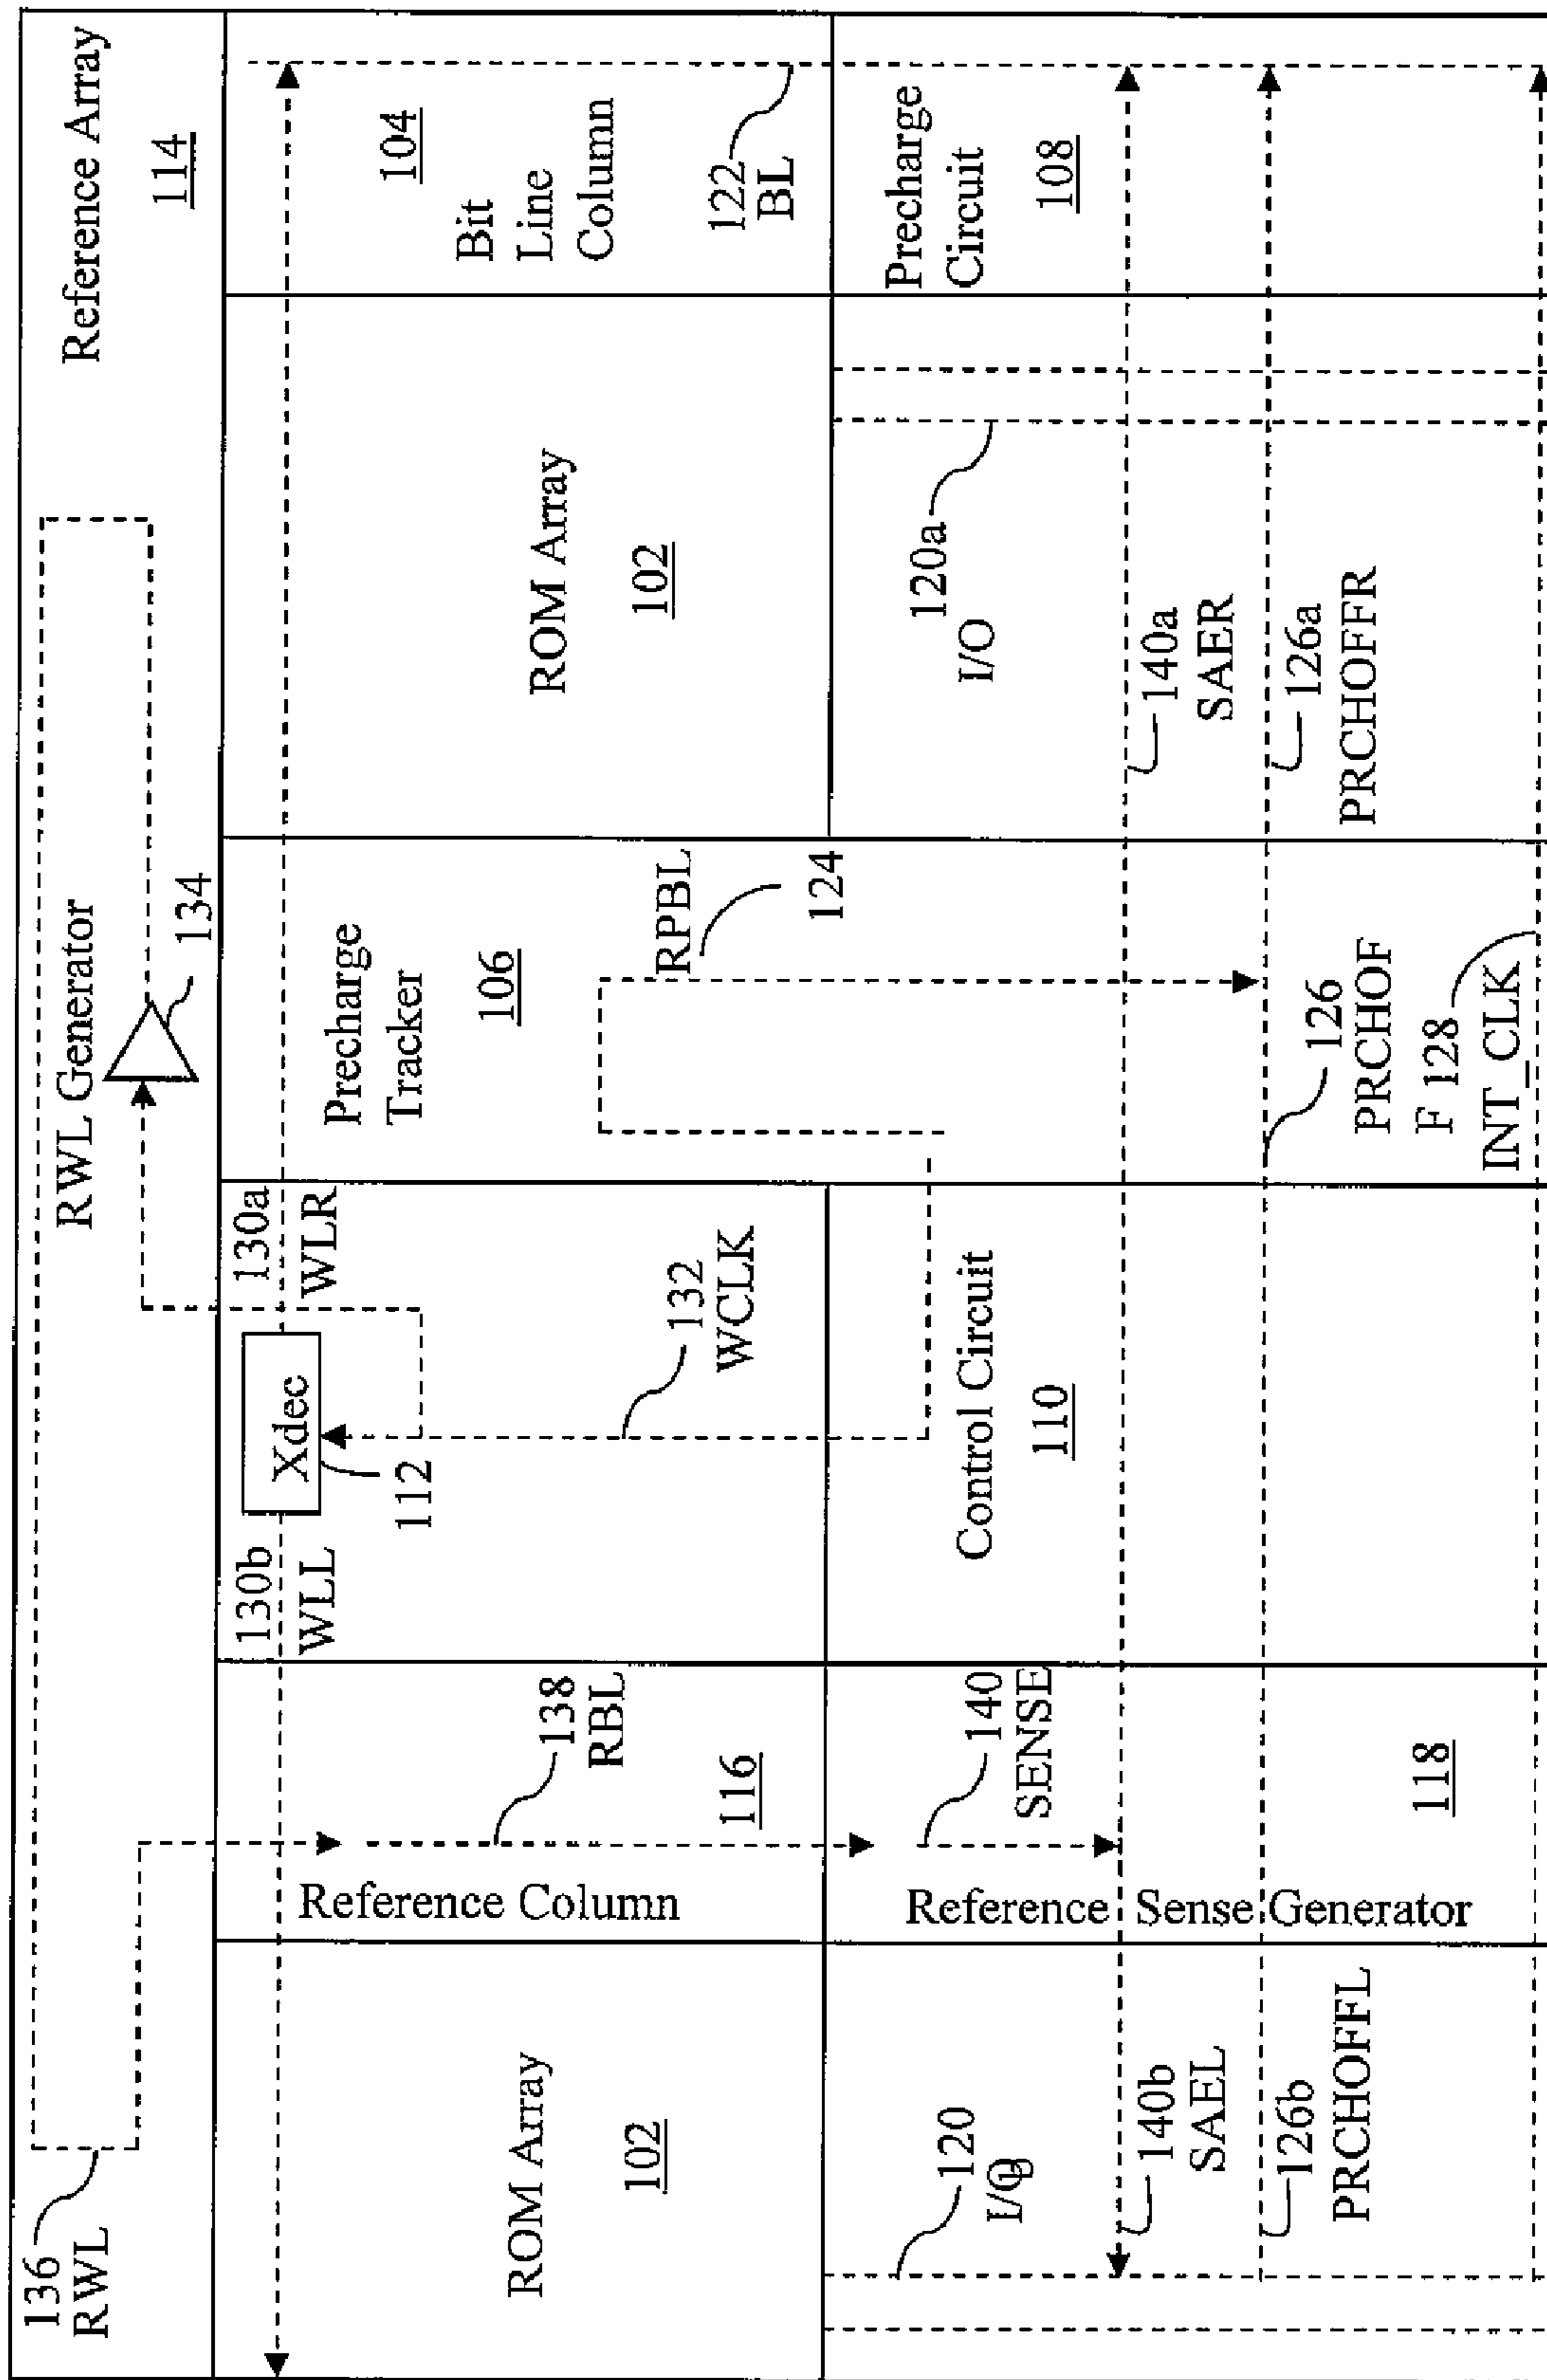 136
RWL
RWL Generator
134
Reference Array
114
130b
WLL
Xdec
112
130a
WLR
132
WCLK
138
RBL
116
Reference Column
ROM Array
102
Precharge
Tracker
106
RPBL
124
ROM Array
102
104
Bit
Line
Column
122
BL
120
I/O
140b
SAEL
126b
PRCHOFFL
140
SENSE
Reference Sense Generator
118
Control Circuit
110
126
PRCHOF
F 128
INT_CLK
120a
I/O
140a
SAER
126a
PRCHOFFR
Precharge
Circuit
108